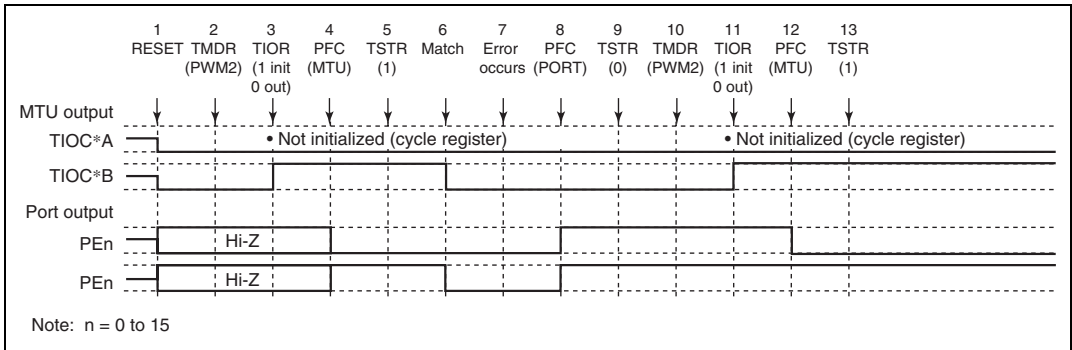 1 2 3 4 5 6 7 8 9 10 11 12 13
RESET TMDR TIOR PFC TSTR Match Error PFC TSTR TMDR TIOR PFC TSTR
(PWM2) (1 init (MTU) (1) occurs (PORT) (0) (PWM2) (1 init (MTU) (1)
0 out) 0 out)
MTU output
TIOC*A • Not initialized (cycle register) • Not initialized (cycle register)
TIOC*B
Port output
PEn Hi-Z
PEn Hi-Z
Note: n = 0 to 15